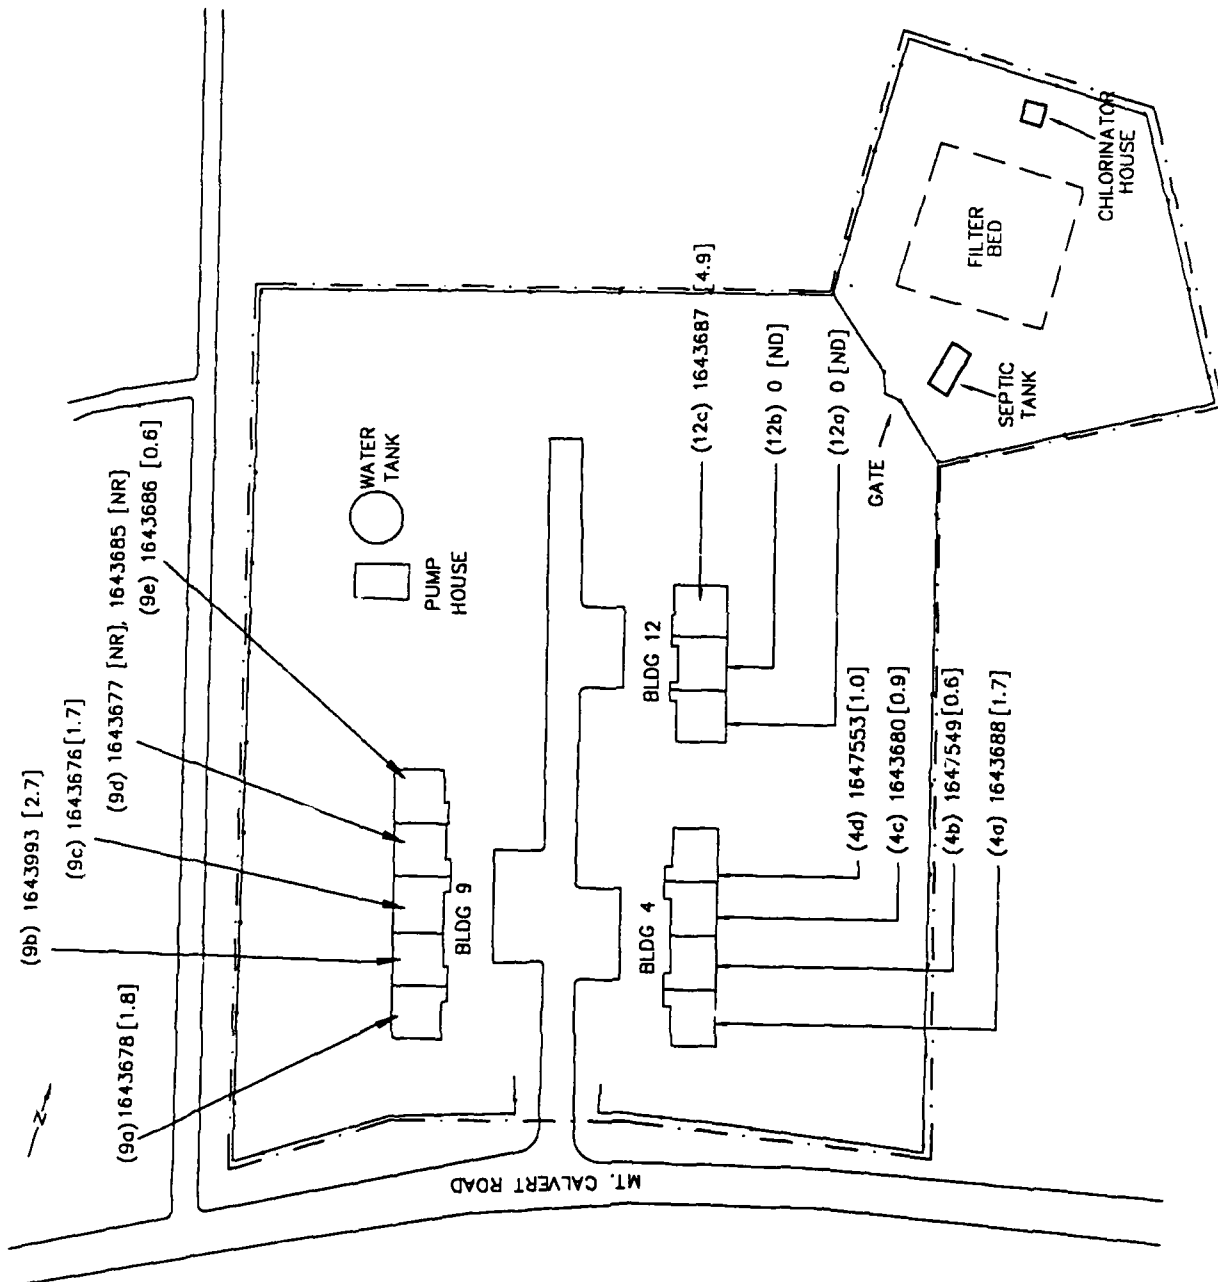 (9b) 1643993 [2.7]
(9c) 1643676 [1.7]
(9d) 1643677 [NR], 1643685 [NR]
(9e) 1643686 [0.6]
(9a) 1643678 [1.8]
N
WATER
TANK
PUMP
HOUSE
BLDG 9
BLDG 12
BLDG 4
(12c) 1643687 [4.9]
(12b) 0 [ND]
(12a) 0 [ND]
(4d) 1647553 [1.0]
(4c) 1643680 [0.9]
(4b) 1647549 [0.6]
(4a) 1643688 [1.7]
GATE
SEPTIC
TANK
FILTER
BED
CHLORINATOR
HOUSE
MT. CALVERT ROAD